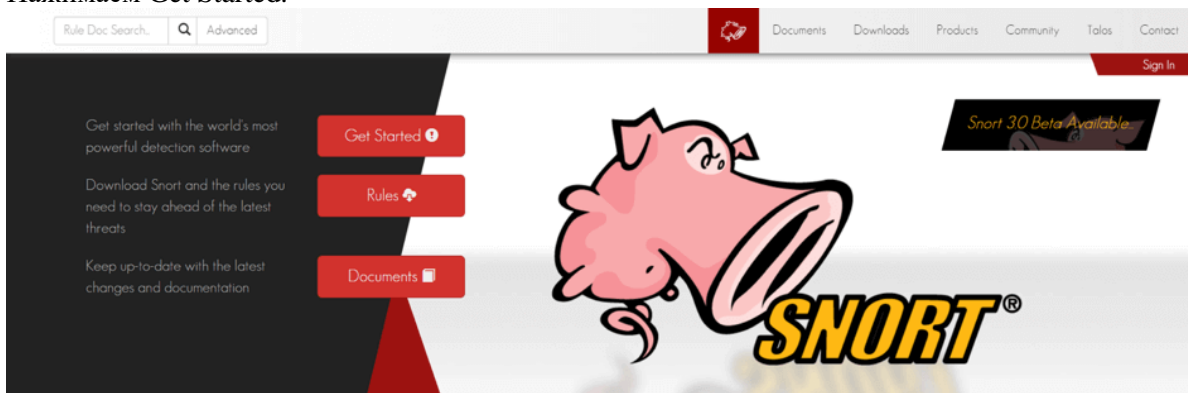 Нажимаем Get Started.
Rule Doc Search..
Advanced
Documents
Downloads
Products
Community
Talos
Contact
Sign In
Get started with the world's most
powerful detection software
Get Started
Snort 3.0 Beta Available..
Download Snort and the rules you
need to stay ahead of the latest
threats
Rules
Keep up-to-date with the latest
changes and documentation
Documents
SNORT®